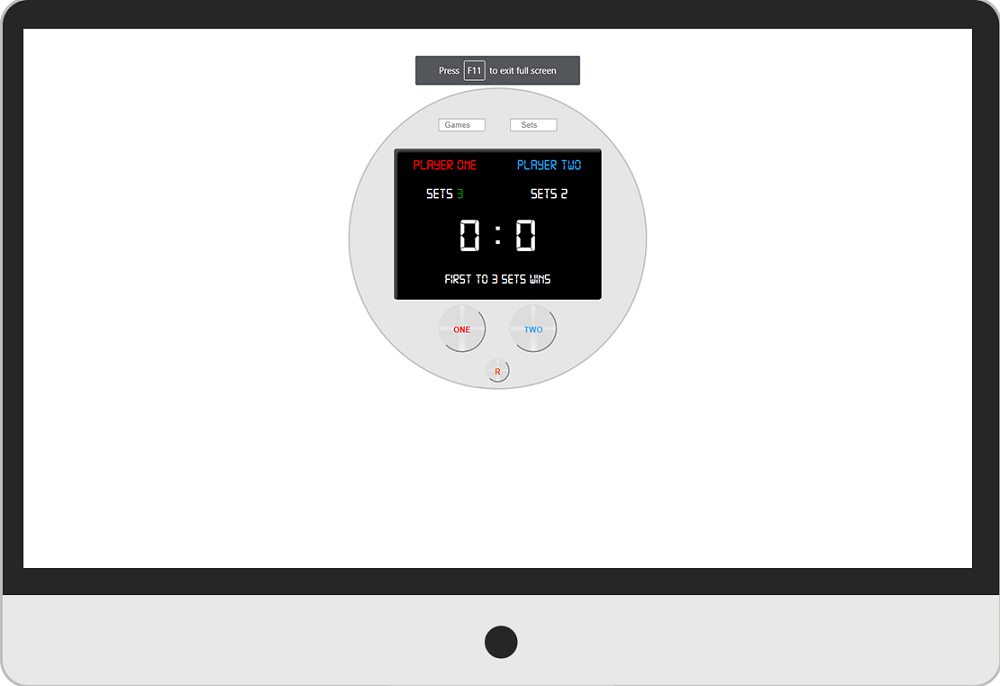 Press F11 to exit full screen
Games Sets
PLAYER ONE PLAYER TWO
SETS 3 SETS 2
0 : 0
FIRST TO 3 SETS WINS
ONE TWO
R